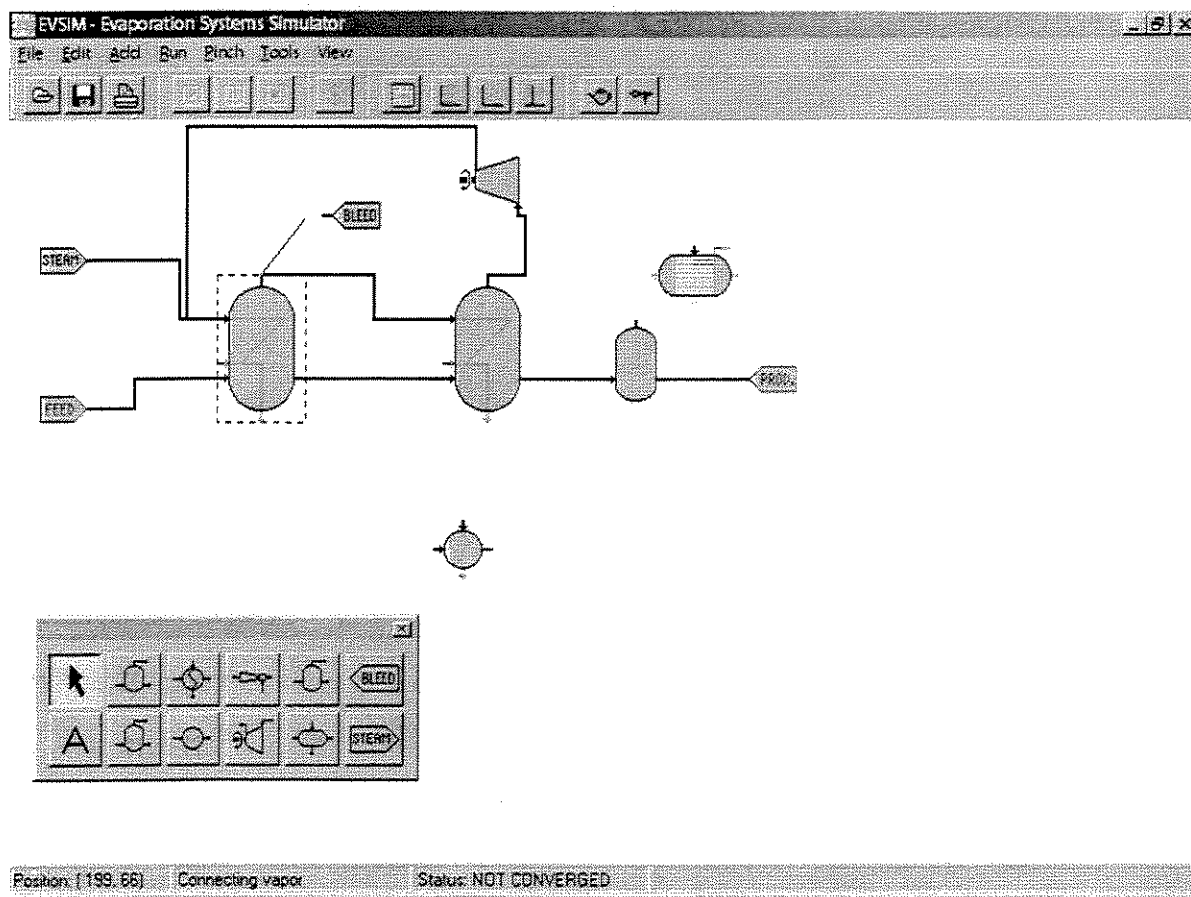 EVSIM - Evaporation Systems Simulator
File Edit Add Run Pinch Tools View
BLEED
STEAM
FEED
PROD.
BLEED
A
STEAM
Position: (199, 66) Connecting vapor Status: NOT CONVERGED